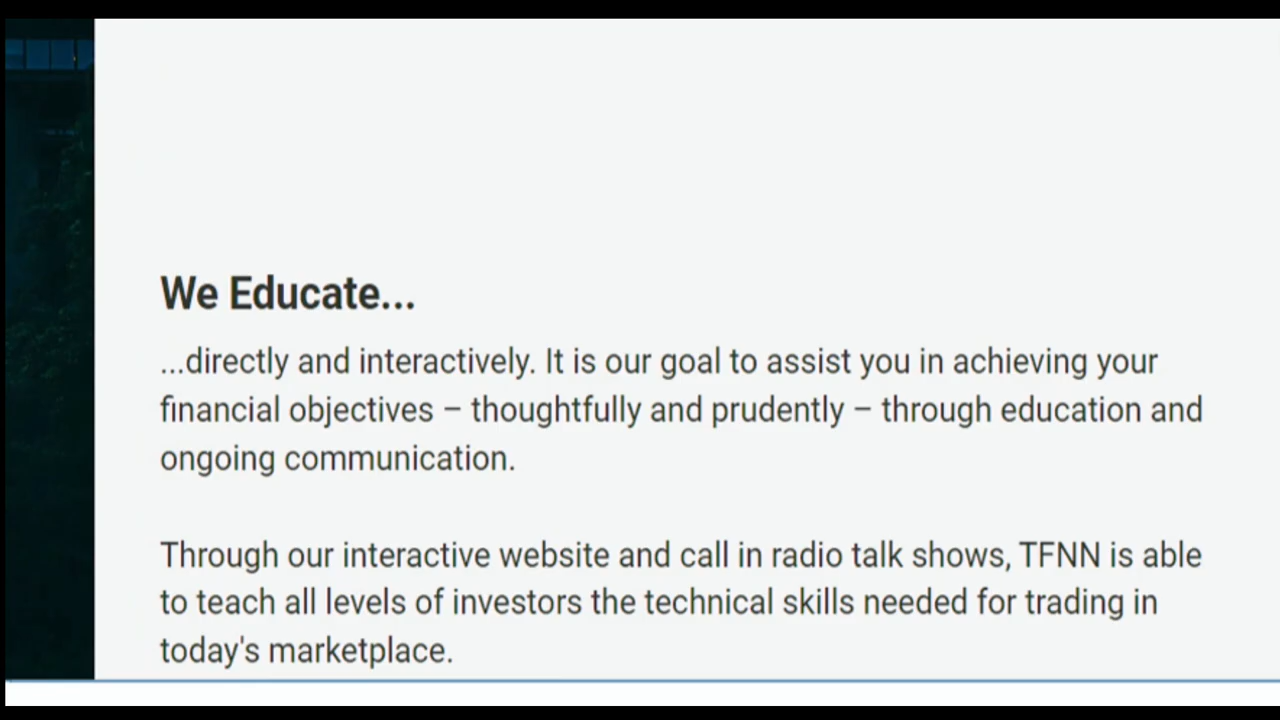 We Educate...
...directly and interactively. It is our goal to assist you in achieving your
financial objectives – thoughtfully and prudently – through education and
ongoing communication.
Through our interactive website and call in radio talk shows, TFNN is able
to teach all levels of investors the technical skills needed for trading in
today's marketplace.